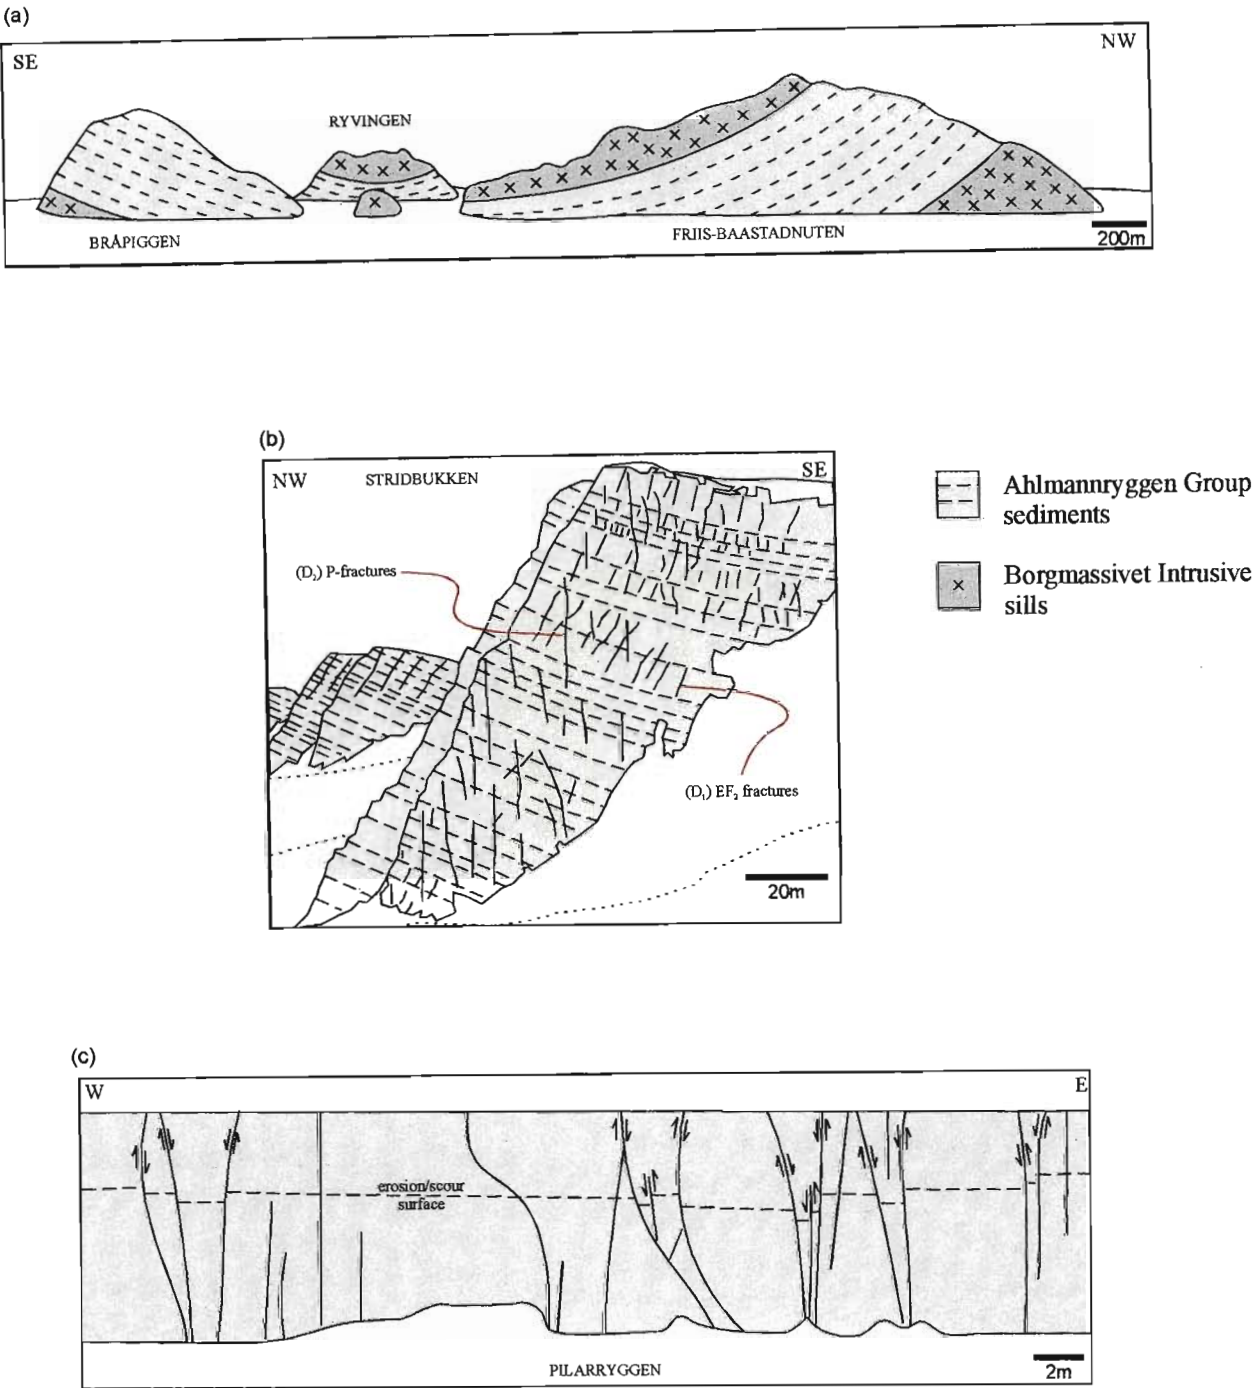 (a)
SE
NW
RYVINGEN
BRÅPIGGEN
FRIIS-BAASTADNUTEN
200m
(b)
NW
STRIDBUKKEN
SE
(D₂) P-fractures
(D₁) EF₂ fractures
20m
Ahlmannryggen Group
sediments
Borgmassivet Intrusive
sills
(c)
W
E
erosion/scour
surface
PILARRYGGEN
2m